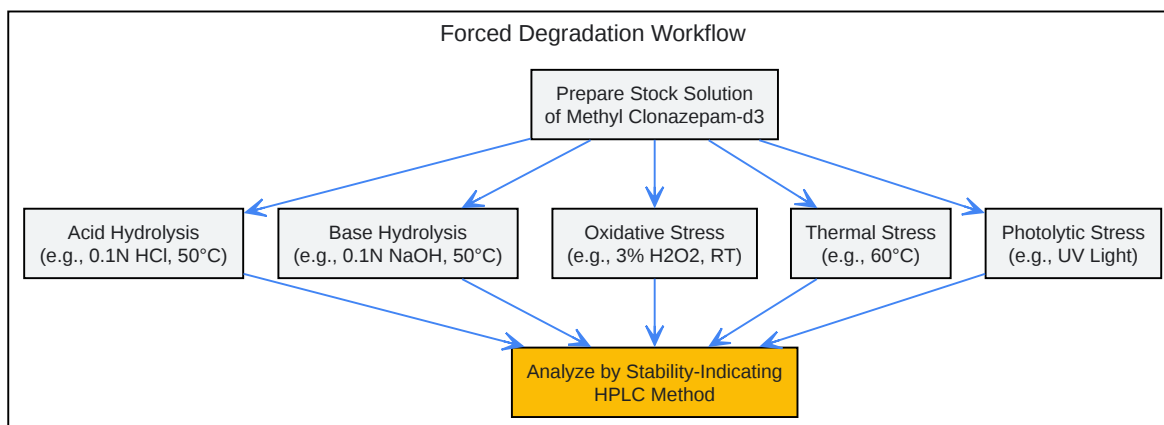 Forced Degradation Workflow
Prepare Stock Solution
of Methyl Clonazepam-d3
Acid Hydrolysis
(e.g., 0.1N HCl, 50°C)
Base Hydrolysis
(e.g., 0.1N NaOH, 50°C)
Oxidative Stress
(e.g., 3% H2O2, RT)
Thermal Stress
(e.g., 60°C)
Photolytic Stress
(e.g., UV Light)
Analyze by Stability-Indicating
HPLC Method